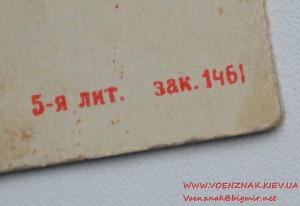 5-я лит. зак. 1461
WWW.VOENZNAK.KIEV.UA
Voenznak@bigmir.net